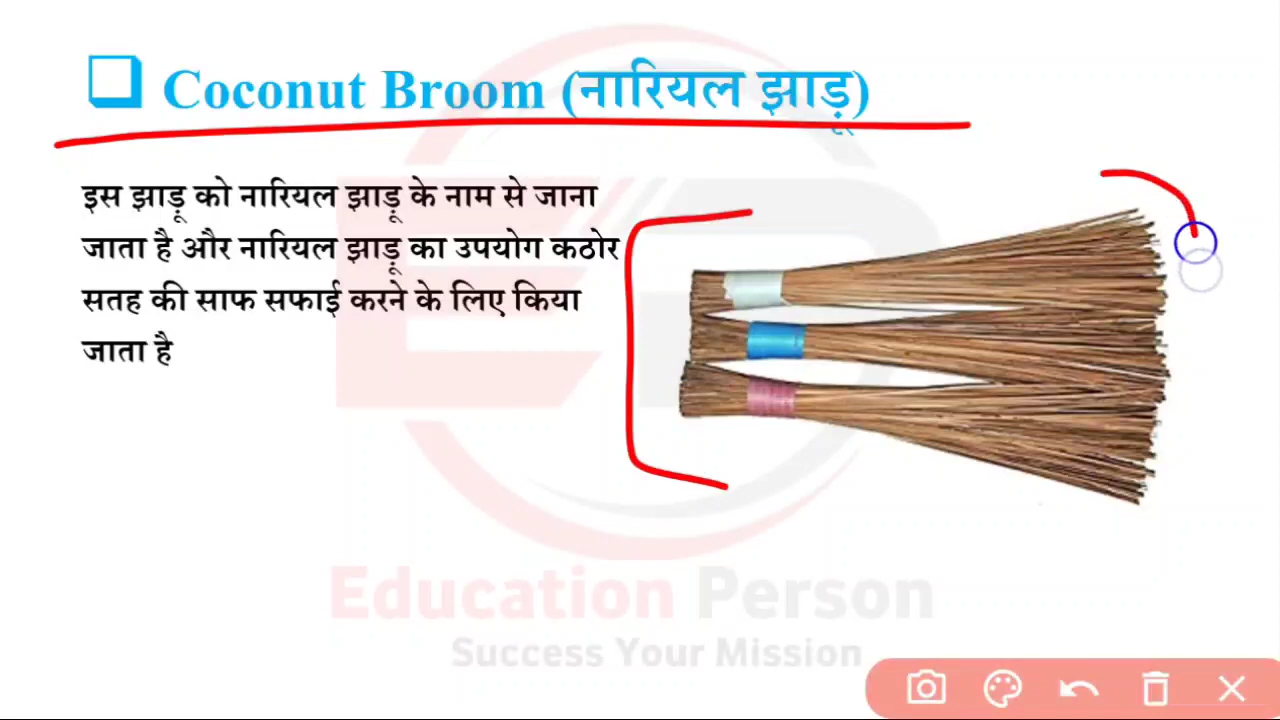 Coconut Broom (नारियल झाड़ू)
इस झाड़ू को नारियल झाड़ू के नाम से जाना
जाता है और नारियल झाड़ू का उपयोग कठोर
सतह की साफ सफाई करने के लिए किया
जाता है
Education Person
Success Your Mission